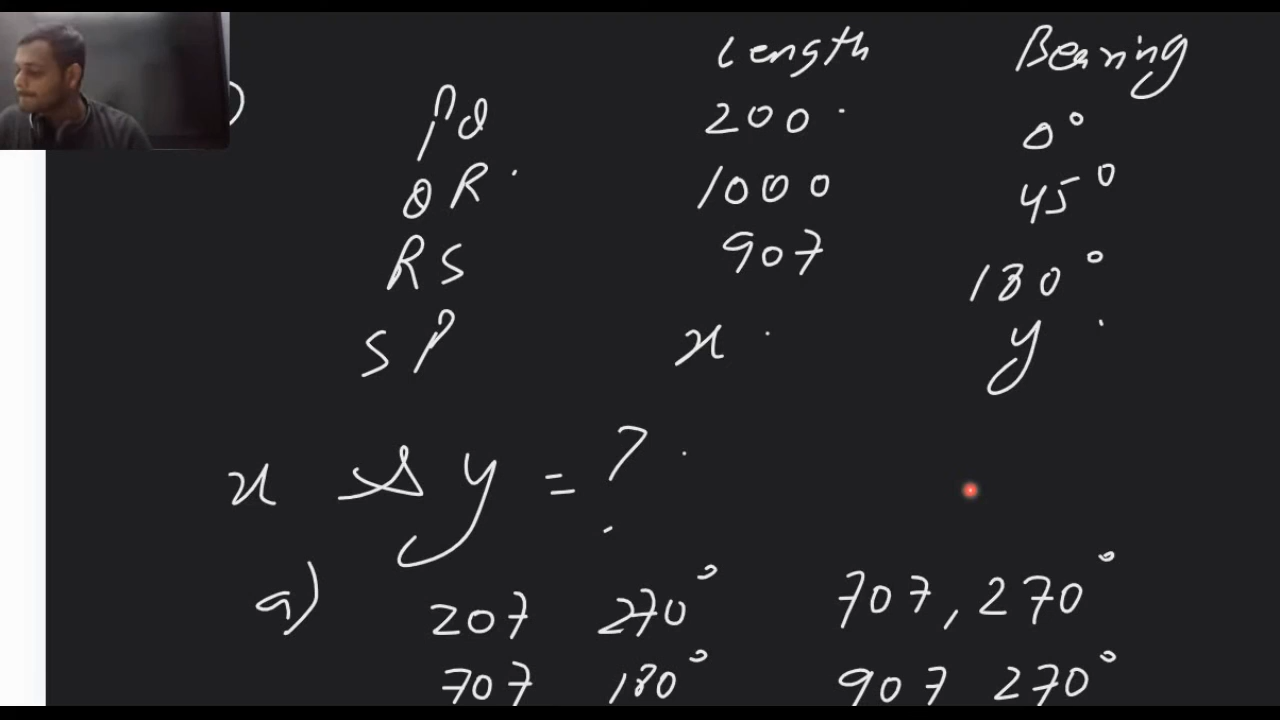 Length Bearing
PQ 200 0°
QR 1000 45°
RS 907 180°
SP x y
x & y = ?
a) 207 270° 707, 270°
707 180° 907 270°